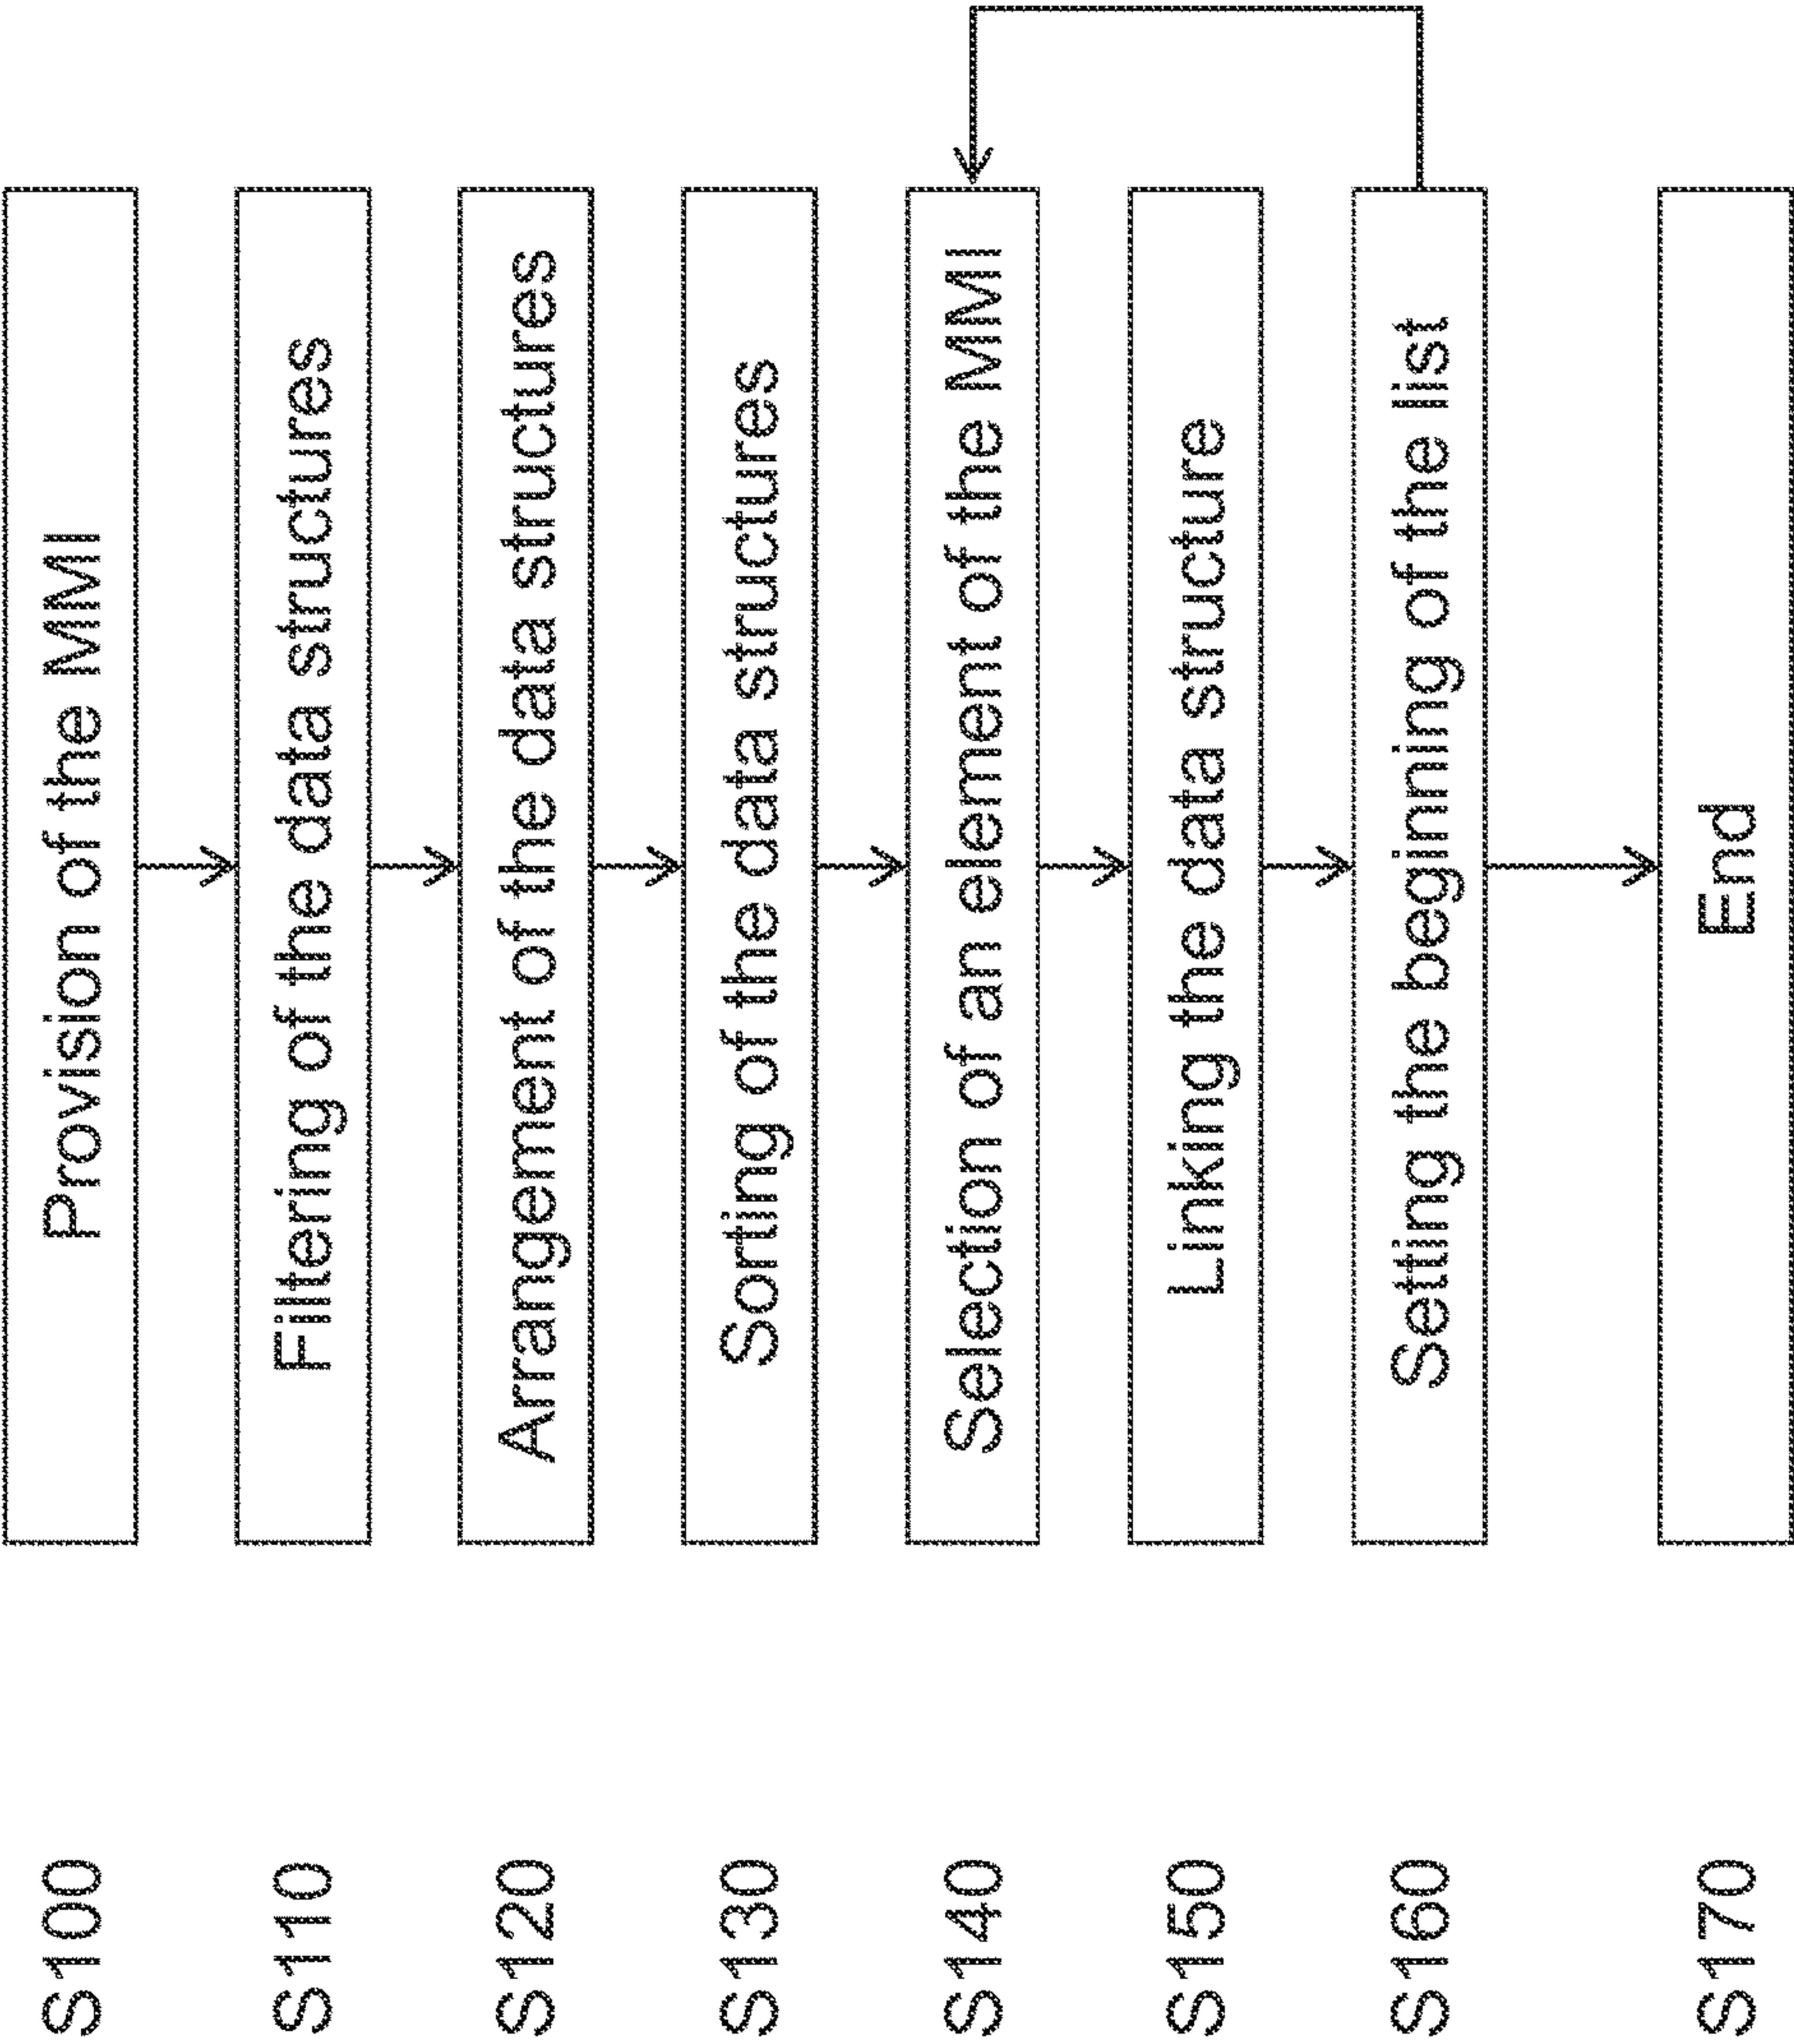 S100 Provision of the MMI
S110 Filtering of the data structures
S120 Arrangement of the data structures
S130 Sorting of the data structures
S140 Selection of an element of the MMI
S150 Linking the data structure
S160 Setting the beginning of the list
S170 End